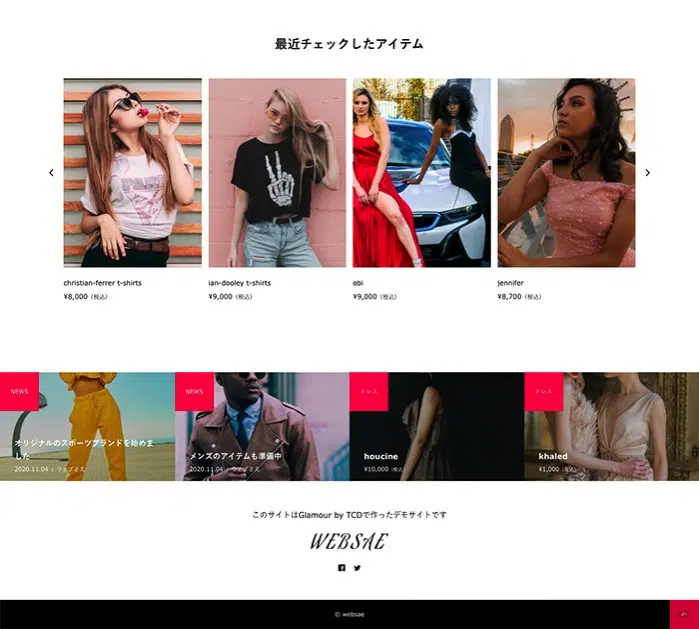 最近チェックしたアイテム
christian-ferrer t-shirts
¥8,000（税込）
ian-dooley t-shirts
¥9,000（税込）
obi
¥9,000（税込）
jennifer
¥8,700（税込）
NEWS
オリジナルのスポーツブランドを始めま
した
2020.11.04 | ウェブさえ
NEWS
メンズのアイテムも準備中
2020.11.04 | ウェブさえ
ドレス
houcine
¥10,000（税込）
ドレス
khaled
¥1,000（税込）
このサイトはGlamour by TCDで作ったデモサイトです
WEBSAE
© websae